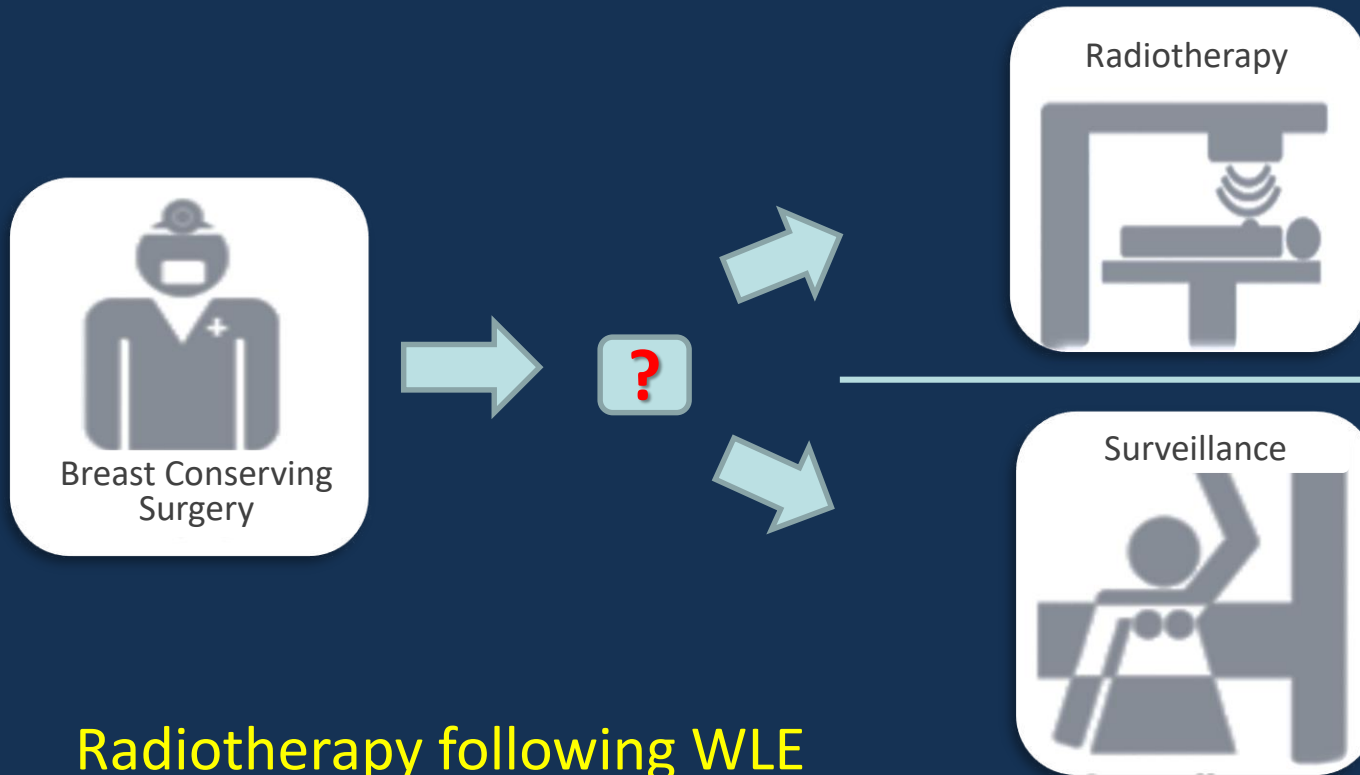 Breast Conserving
Surgery
?
Radiotherapy
Surveillance
Radiotherapy following WLE